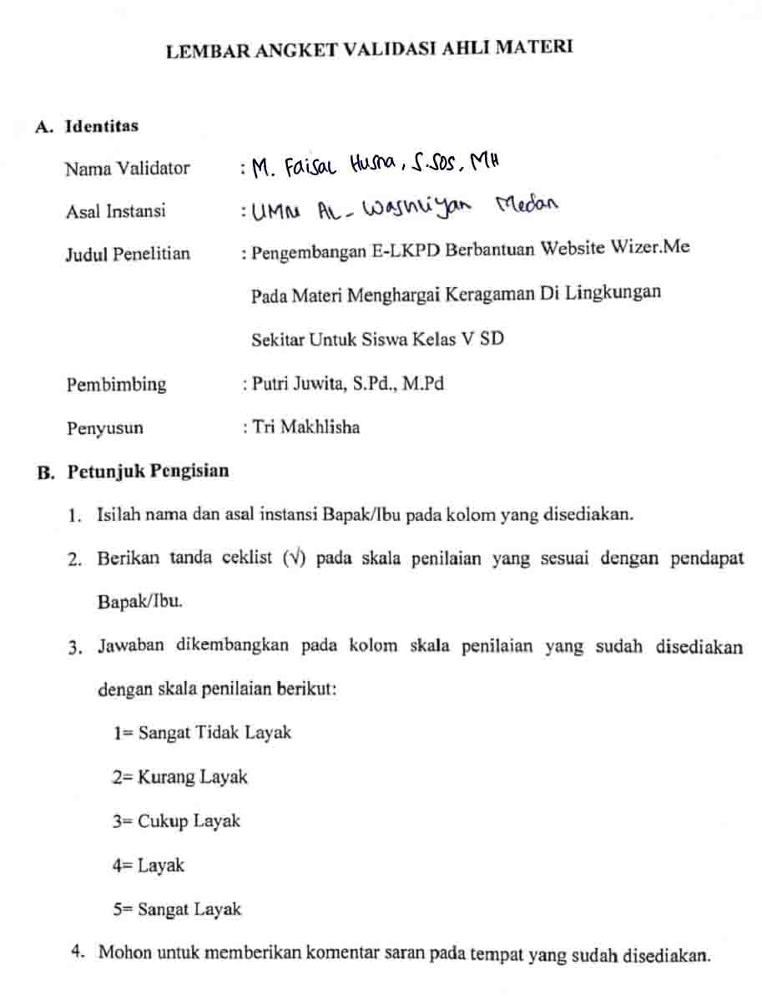 LEMBAR ANGKET VALIDASI AHLI MATERI
A. Identitas
Nama Validator : M. Faisal Husna, S.Sos, MH
Asal Instansi : UMN AL-Washliyah Medan
Judul Penelitian : Pengembangan E-LKPD Berbantuan Website Wizer.Me
Pada Materi Menghargai Keragaman Di Lingkungan
Sekitar Untuk Siswa Kelas V SD
Pembimbing : Putri Juwita, S.Pd., M.Pd
Penyusun : Tri Makhlisha
B. Petunjuk Pengisian
1. Isilah nama dan asal instansi Bapak/Ibu pada kolom yang disediakan.
2. Berikan tanda ceklist (√) pada skala penilaian yang sesuai dengan pendapat
Bapak/Ibu.
3. Jawaban dikembangkan pada kolom skala penilaian yang sudah disediakan
dengan skala penilaian berikut:
1= Sangat Tidak Layak
2= Kurang Layak
3= Cukup Layak
4= Layak
5= Sangat Layak
4. Mohon untuk memberikan komentar saran pada tempat yang sudah disediakan.